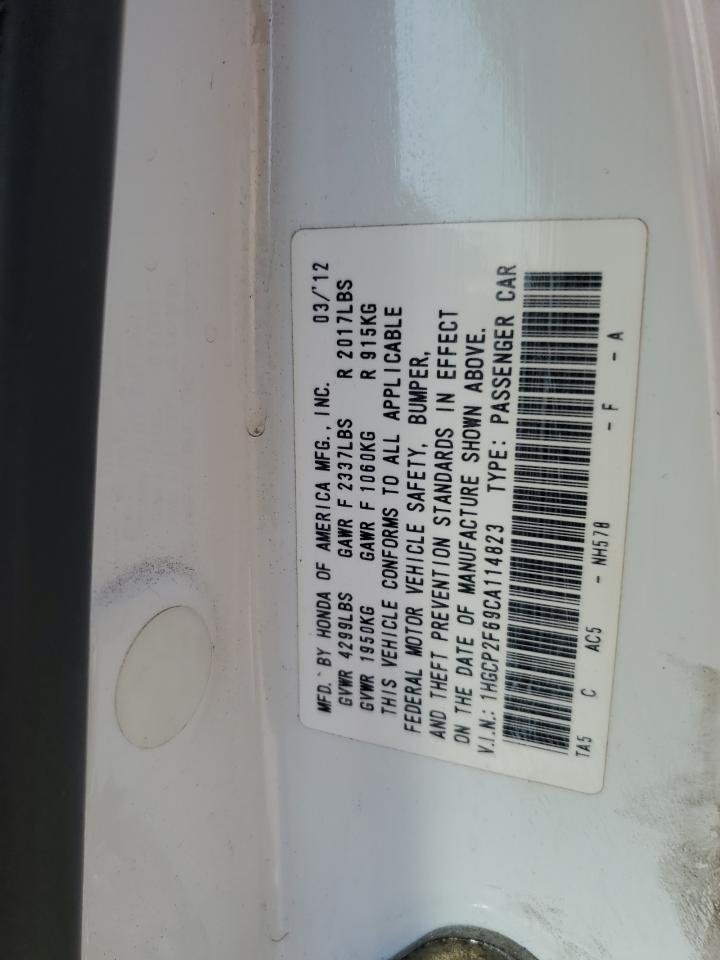 MFD. BY HONDA OF AMERICA MFG., INC. 03/'12
GVWR 4299LBS GAWR F 2337LBS R 2017LBS
GVWR 1950KG GAWR F 1060KG R 915KG
THIS VEHICLE CONFORMS TO ALL APPLICABLE
FEDERAL MOTOR VEHICLE SAFETY, BUMPER,
AND THEFT PREVENTION STANDARDS IN EFFECT
ON THE DATE OF MANUFACTURE SHOWN ABOVE.
V.I.N.: 1HGCP2F69CA114823 TYPE: PASSENGER CAR
TA5 C AC5 - NH578 - F - A